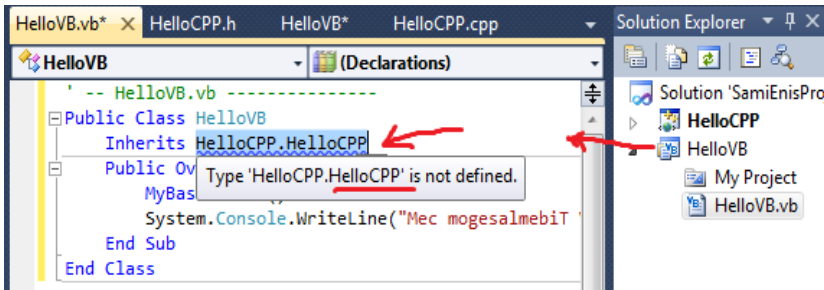 HelloVB.vb* HelloCPP.h HelloVB* HelloCPP.cpp
HelloVB (Declarations)
' -- HelloVB.vb ---------------
Public Class HelloVB
Inherits HelloCPP.HelloCPP
Public Ov
Type 'HelloCPP.HelloCPP' is not defined.
MyBas
System.Console.WriteLine("Mec mogesalmebiT
End Sub
End Class
Solution Explorer
Solution 'SamiEnisPro
HelloCPP
HelloVB
My Project
HelloVB.vb